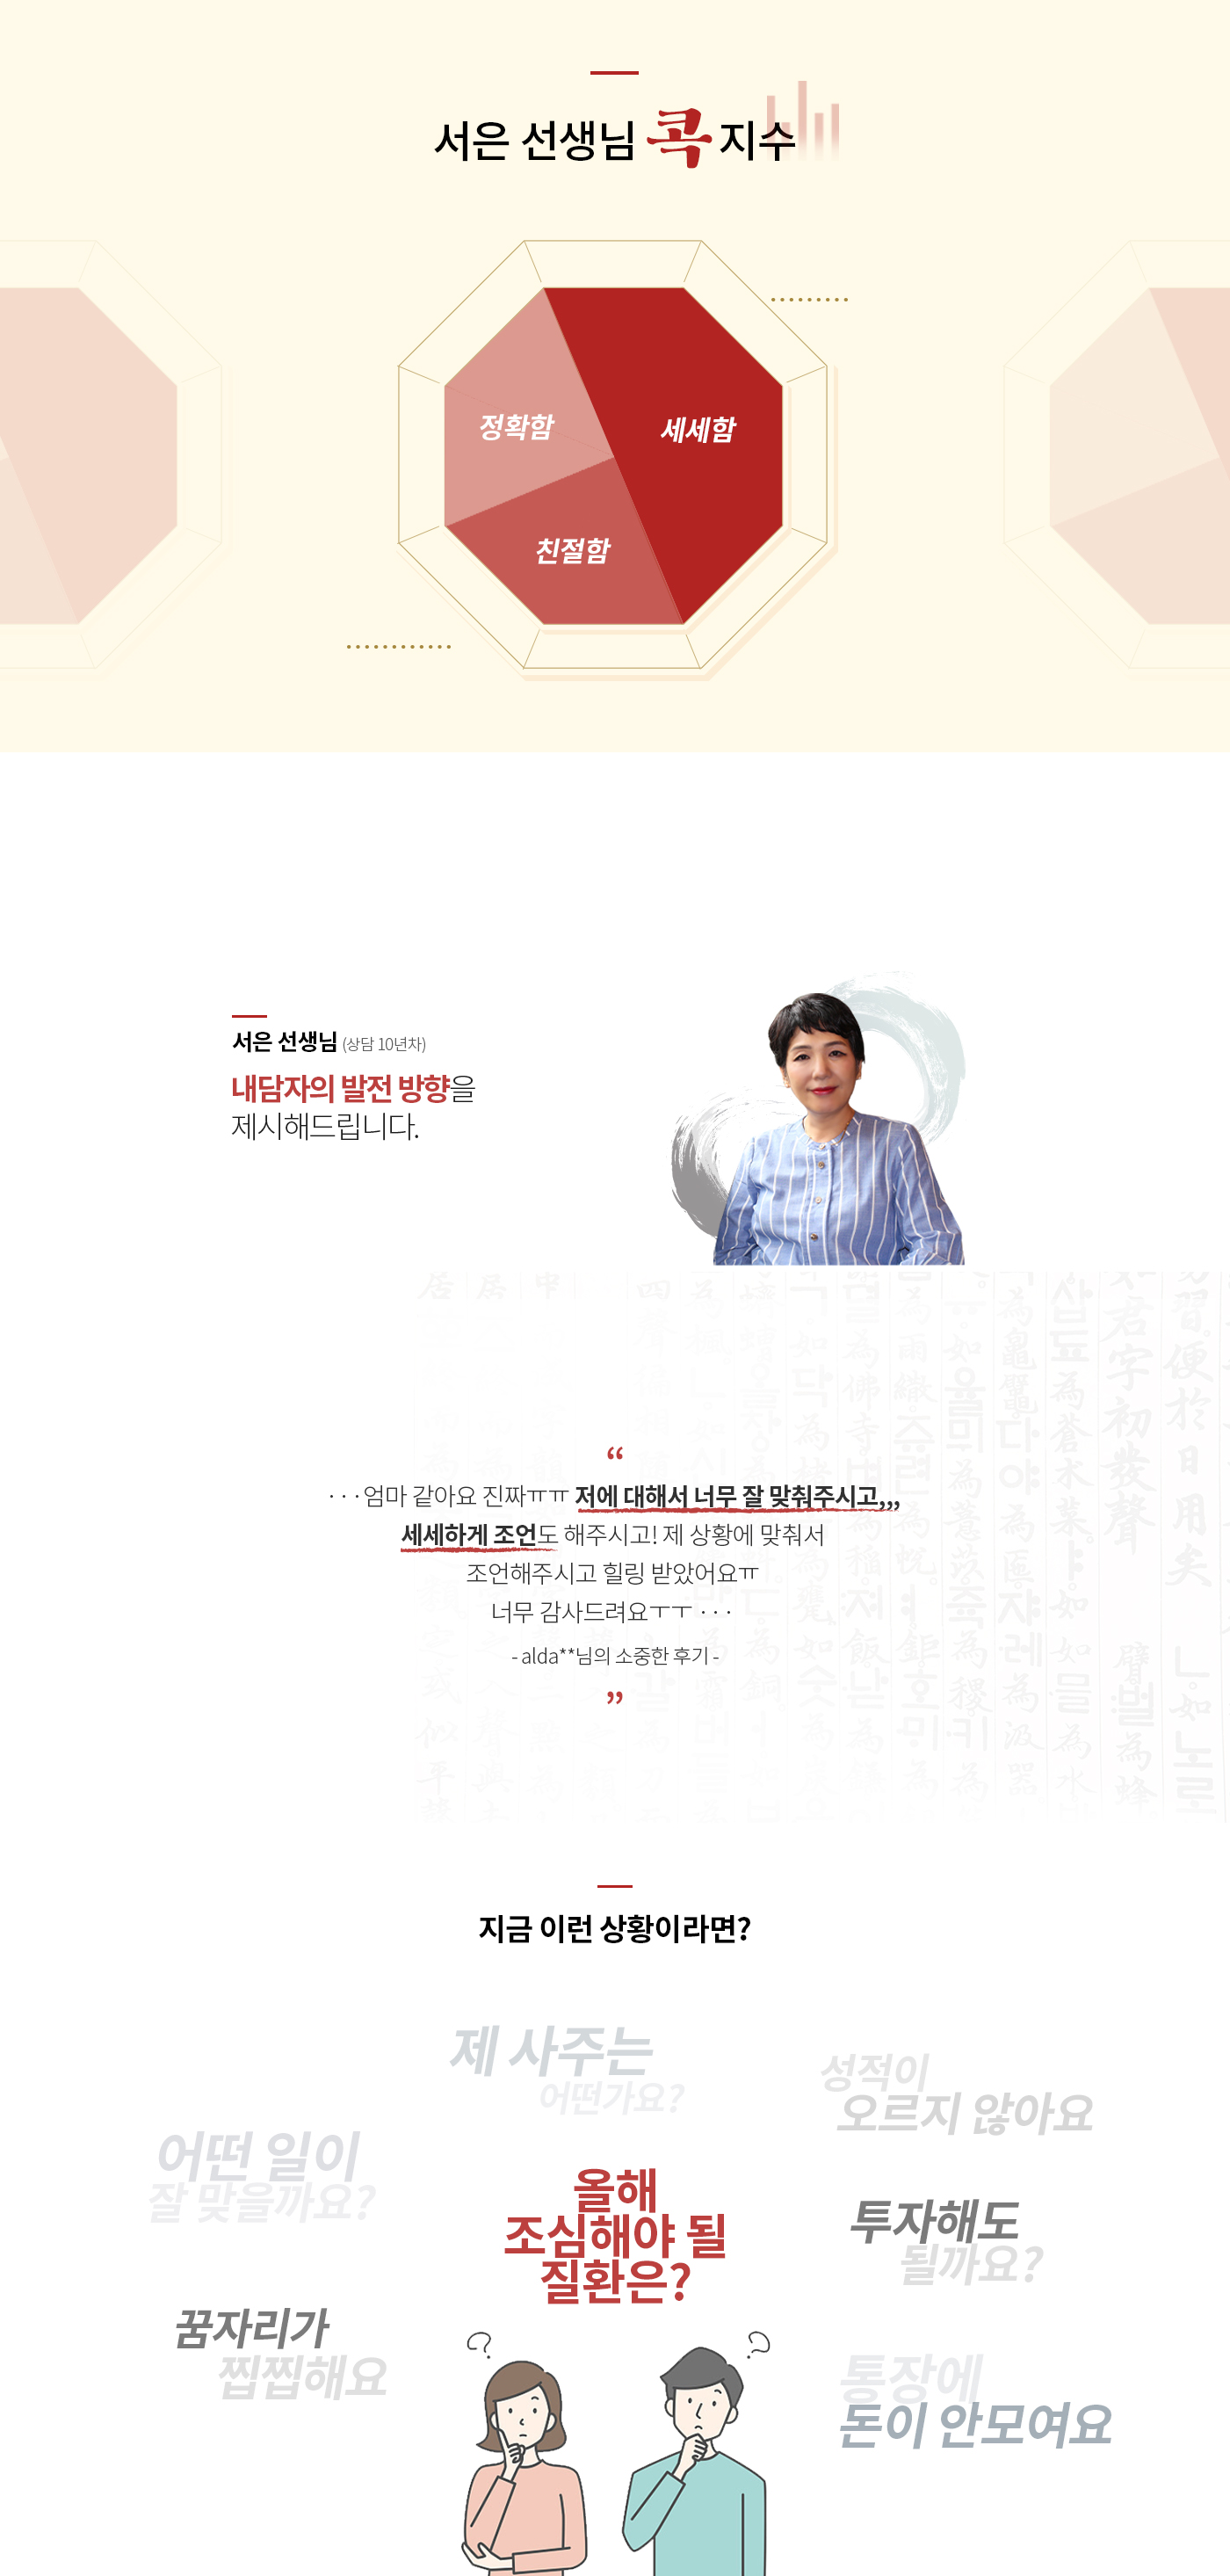 서은 선생님 콕 지수
정확함
세세함
친절함
서은 선생님 (상담 10년차)
내담자의 발전 방향을
제시해드립니다.
“
···엄마 같아요 진짜ㅠㅠ 저에 대해서 너무 잘 맞춰주시고,,,
세세하게 조언도 해주시고! 제 상황에 맞춰서
조언해주시고 힐링 받았어요ㅠ
너무 감사드려요ㅜㅜ ···
- alda**님의 소중한 후기 -
”
지금 이런 상황이라면?
제 사주는
어떤가요?
성적이
오르지 않아요
어떤 일이
잘 맞을까요?
올해
조심해야 될
질환은?
투자해도
될까요?
꿈자리가
찝찝해요
통장에
돈이 안모여요